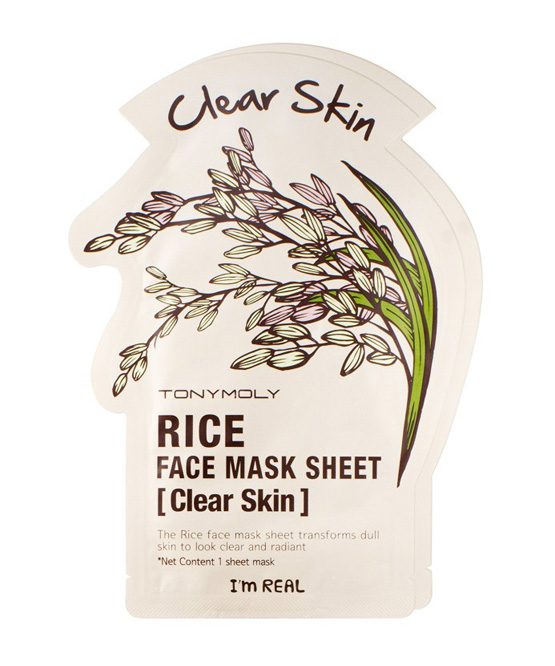 Clear Skin
TONYMOLY
RICE
FACE MASK SHEET
[Clear Skin]
The Rice face mask sheet transforms dull
skin to look clear and radiant
*Net Content 1 sheet mask
I'm REAL